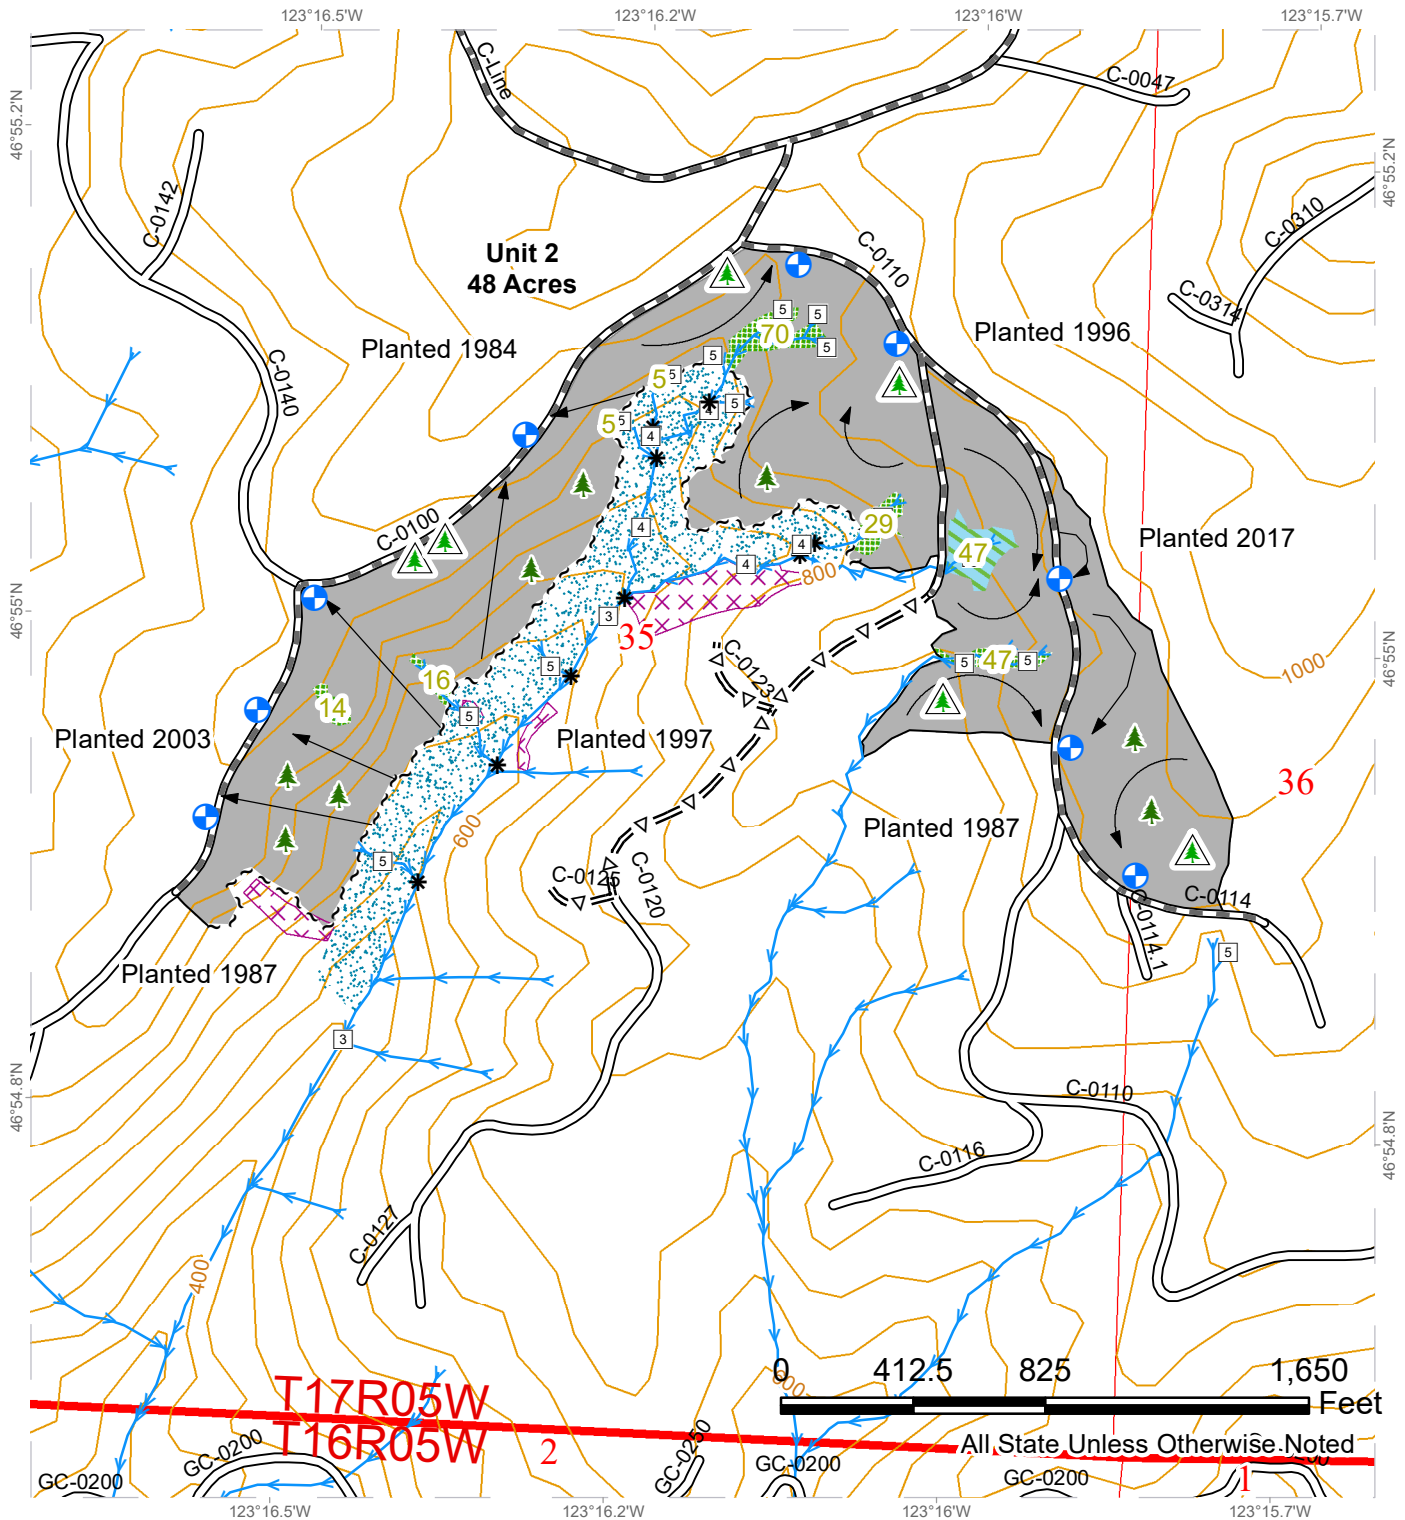 123°16.5'W
123°16.2'W
123°16'W
123°15.7'W
46°55.2'N
46°55.2'N
C-Line
C-0047
C-0142
C-0310
C-0314
Unit 2
48 Acres
C-0110
Planted 1984
Planted 1996
C-0140
5
5
70
5
5
5
5
5
5
5
4
4
4
29
C-0100
4
4
47
Planted 2017
800
46°55'N
46°55'N
3
35
C-0123
1000
5
47
5
5
16
14
5
Planted 2003
Planted 1997
36
600
Planted 1987
5
C-0125
C-0120
C-0114
C-0114.1
5
Planted 1987
3
46°54.8'N
46°54.8'N
C-0110
C-0116
C-0127
400
0
412.5
825
1,650
Feet
T17R05W
T16R05W
2
All State Unless Otherwise Noted
1
GC-0200
GC-0200
GC-0250
GC-0200
GC-0200
123°16.5'W
123°16.2'W
123°16'W
123°15.7'W